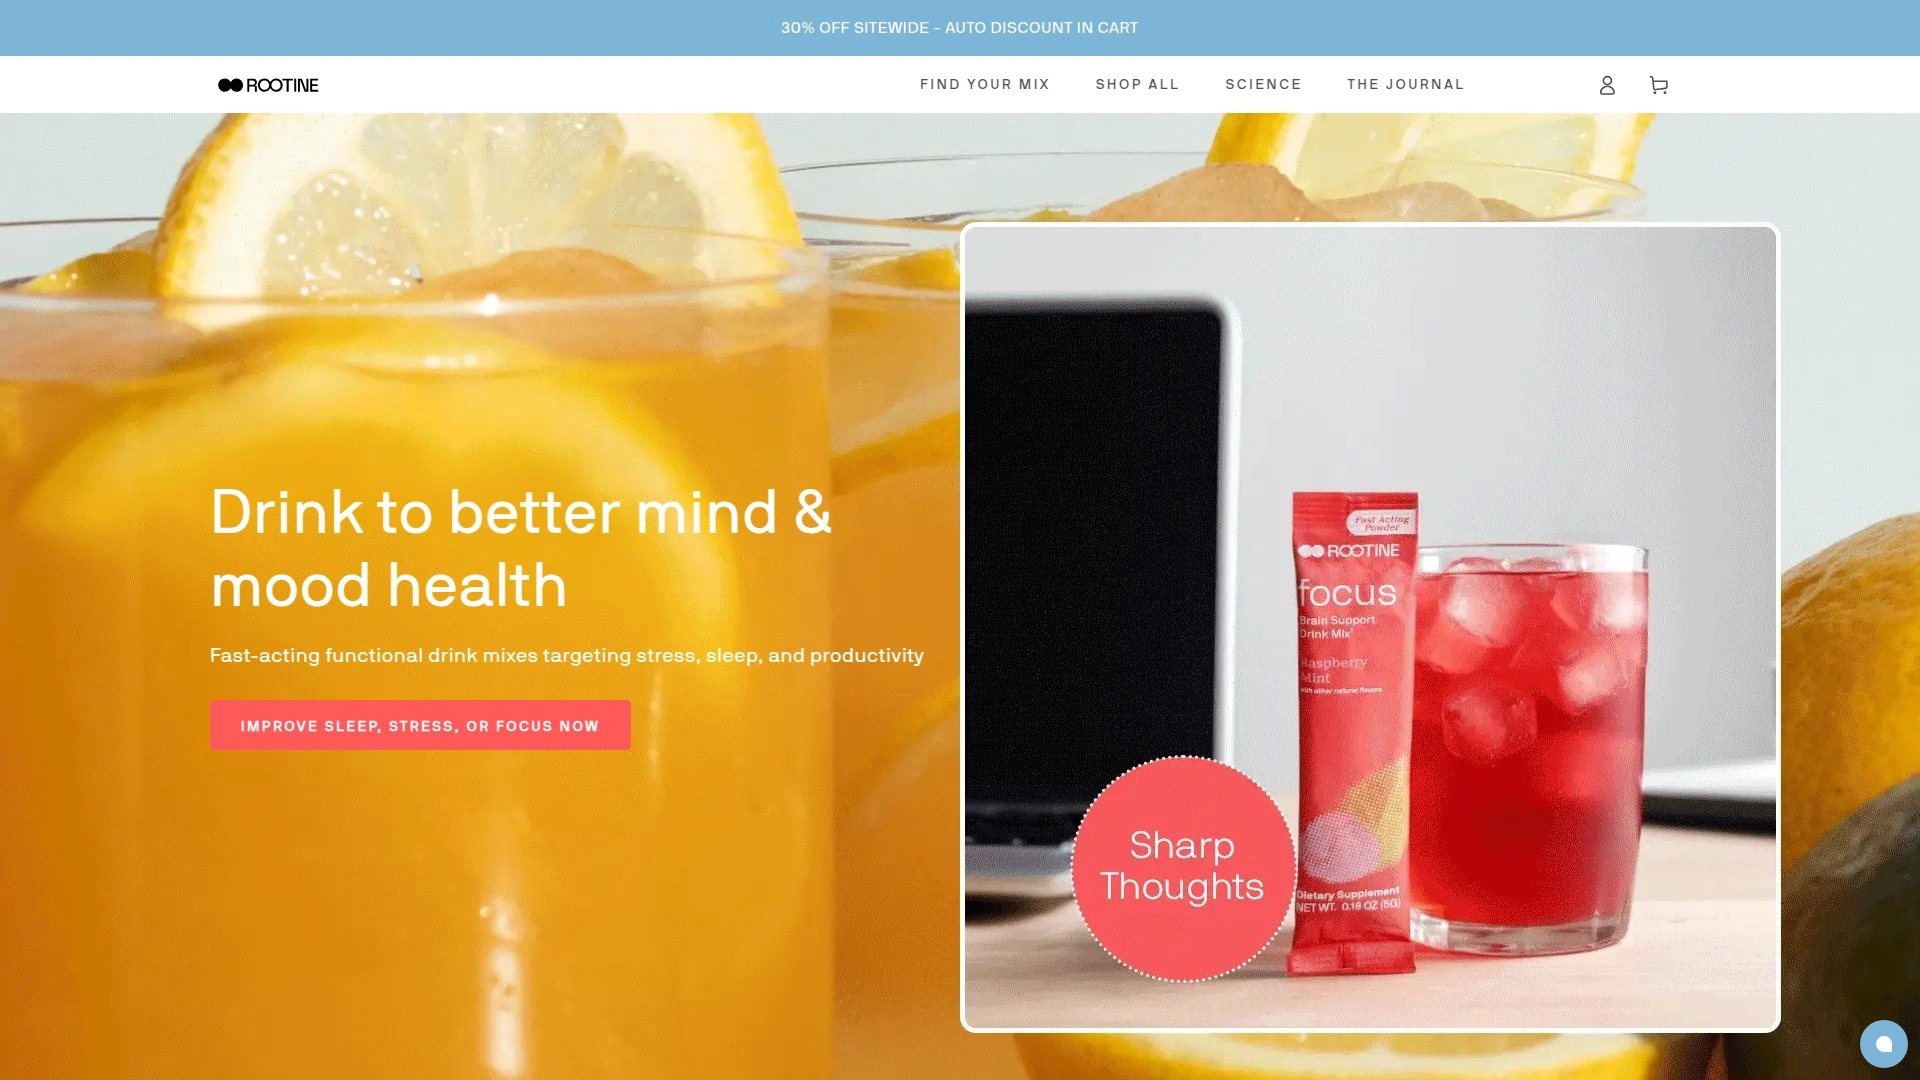 30% OFF SITEWIDE - AUTO DISCOUNT IN CART
ROOTINE
FIND YOUR MIX
SHOP ALL
SCIENCE
THE JOURNAL
Drink to better mind &
mood health
Fast-acting functional drink mixes targeting stress, sleep, and productivity
IMPROVE SLEEP, STRESS, OR FOCUS NOW
Fast Acting
Powder
ROOTINE
focus
Brain Support
Drink Mix†
Raspberry
Mint
with other natural flavors
Dietary Supplement
NET WT. 0.18 OZ (5G)
Sharp
Thoughts